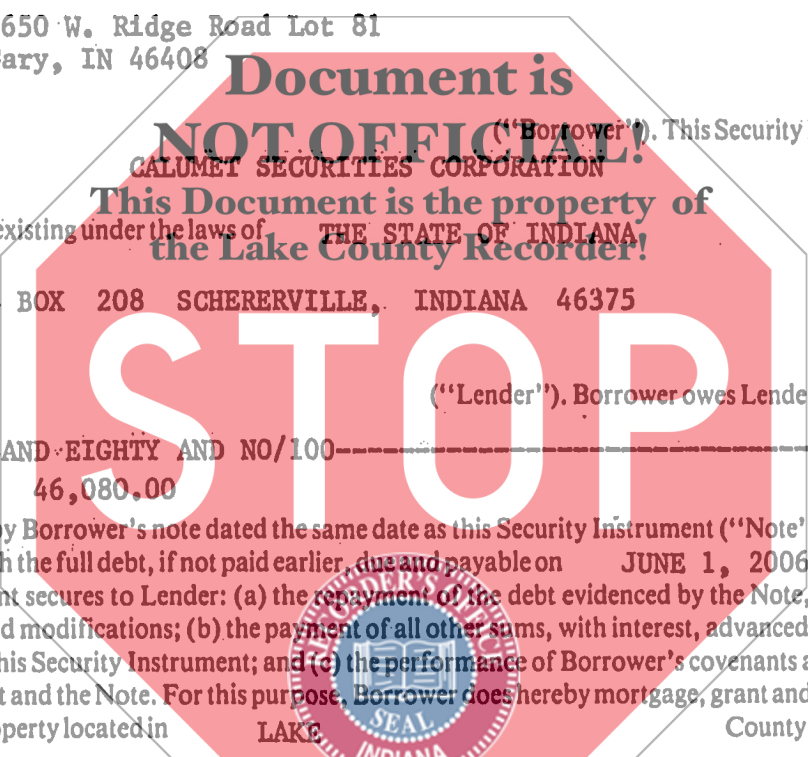 650 W. Ridge Road Lot 81
ary, IN 46408
Document is
("Borrower"). This Security
NOT OFFICIAL!
CALUMET SECURITIES CORPORATION
This Document is the property of
existing under the laws of THE STATE OF INDIANA
the Lake County Recorder!
BOX 208 SCHERERVILLE, INDIANA 46375
STOP
("Lender"). Borrower owes Lende
AND EIGHTY AND NO/100
46,080.00
by Borrower's note dated the same date as this Security Instrument ("Note"
h the full debt, if not paid earlier, due and payable on JUNE 1, 2006
nt secures to Lender: (a) the repayment of the debt evidenced by the Note,
d modifications; (b) the payment of all other sums, with interest, advanced
his Security Instrument; and (c) the performance of Borrower's covenants a
t and the Note. For this purpose, Borrower does hereby mortgage, grant and
perty located in LAKE County
SEAL
INDIANA